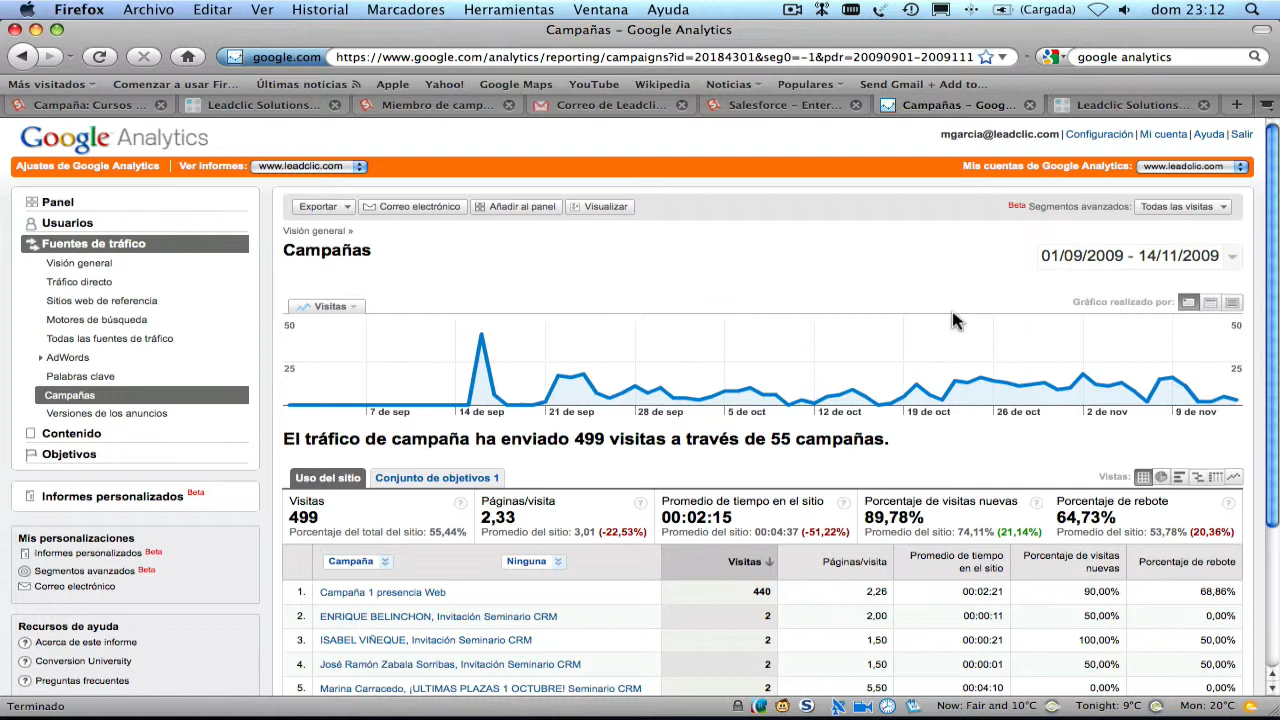 Firefox Archivo Editar Ver Historial Marcadores Herramientas Ventana Ayuda (Cargada) dom 23:12
Campañas – Google Analytics
google.com https://www.google.com/analytics/reporting/campaigns?id=20184301&seg0=-1&pdr=20090901-2009111 google analytics
Más visitados Comenzar a usar Fir... Últimas noticias Apple Yahoo! Google Maps YouTube Wikipedia Noticias Populares Send Gmail + Add to...
Campaña: Cursos ... Leadclic Solutions... Miembro de camp... Correo de Leadcli... Salesforce – Enter... Campañas – Goog... Leadclic Solutions...
Google Analytics
mgarcia@leadclic.com | Configuración | Mi cuenta | Ayuda | Salir
Ajustes de Google Analytics | Ver informes: www.leadclic.com Mis cuentas de Google Analytics: www.leadclic.com
Panel
Usuarios
Fuentes de tráfico
Visión general
Tráfico directo
Sitios web de referencia
Motores de búsqueda
Todas las fuentes de tráfico
AdWords
Palabras clave
Campañas
Versiones de los anuncios
Contenido
Objetivos
Informes personalizados Beta
Mis personalizaciones
Informes personalizados Beta
Segmentos avanzados Beta
Correo electrónico
Recursos de ayuda
Acerca de este informe
Conversion University
Preguntas frecuentes
Exportar Correo electrónico Añadir al panel Visualizar Beta Segmentos avanzados: Todas las visitas
Visión general »
Campañas
01/09/2009 - 14/11/2009
Visitas Gráfico realizado por:
50 50
25 25
7 de sep 14 de sep 21 de sep 28 de sep 5 de oct 12 de oct 19 de oct 26 de oct 2 de nov 9 de nov
El tráfico de campaña ha enviado 499 visitas a través de 55 campañas.
Uso del sitio Conjunto de objetivos 1 Vistas:
Visitas Páginas/visita Promedio de tiempo en el sitio Porcentaje de visitas nuevas Porcentaje de rebote
499 2,33 00:02:15 89,78% 64,73%
Porcentaje del total del sitio: 55,44% Promedio del sitio: 3,01 (-22,53%) Promedio del sitio: 00:04:37 (-51,22%) Promedio del sitio: 74,11% (21,14%) Promedio del sitio: 53,78% (20,36%)
Campaña Ninguna Visitas Páginas/visita Promedio de tiempo en el sitio Porcentaje de visitas nuevas Porcentaje de rebote
1. Campaña 1 presencia Web 440 2,26 00:02:21 90,00% 68,86%
2. ENRIQUE BELINCHON, Invitación Seminario CRM 2 2,00 00:00:11 50,00% 0,00%
3. ISABEL VIÑEQUE, Invitación Seminario CRM 2 1,50 00:00:21 100,00% 50,00%
4. José Ramón Zabala Sorribas, Invitación Seminario CRM 2 1,50 00:00:01 50,00% 50,00%
5. Marina Carracedo, ¡ULTIMAS PLAZAS 1 OCTUBRE! Seminario CRM 2 5,50 00:04:10 0,00% 0,00%
Terminado Now: Fair and 10°C Tonight: 9°C Mon: 20°C